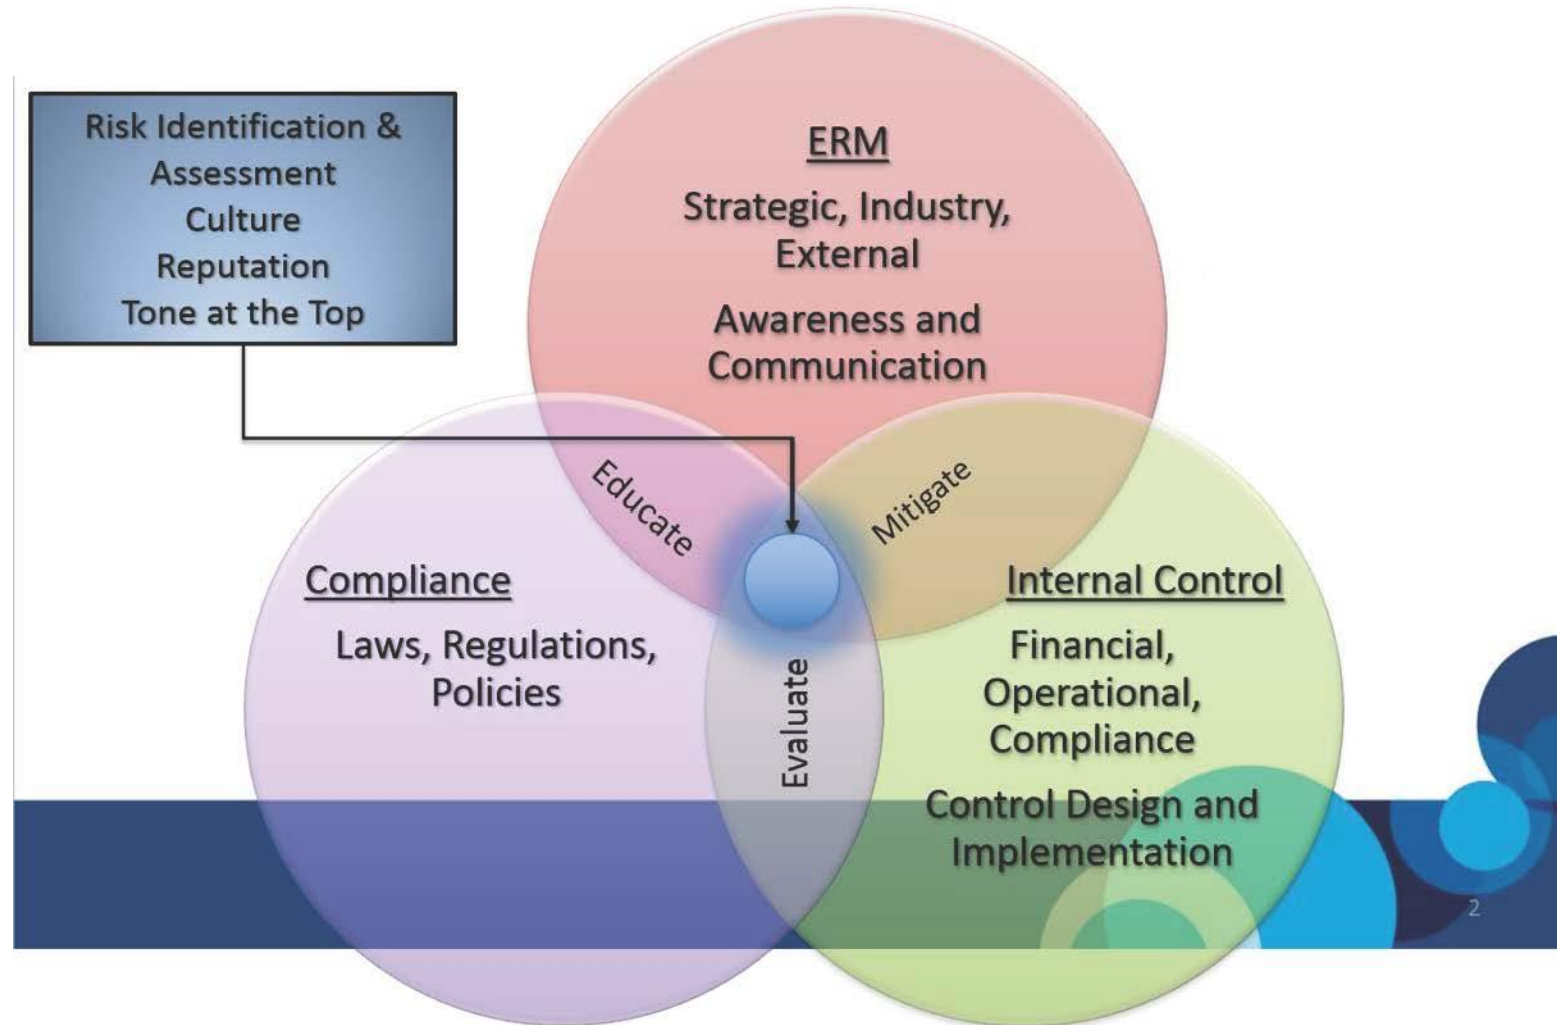 Risk Identification &
Assessment
Culture
Reputation
Tone at the Top
ERM
Strategic, Industry,
External
Awareness and
Communication
Educate
Mitigate
Compliance
Laws, Regulations,
Policies
Evaluate
Internal Control
Financial,
Operational,
Compliance
Control Design and
Implementation
2